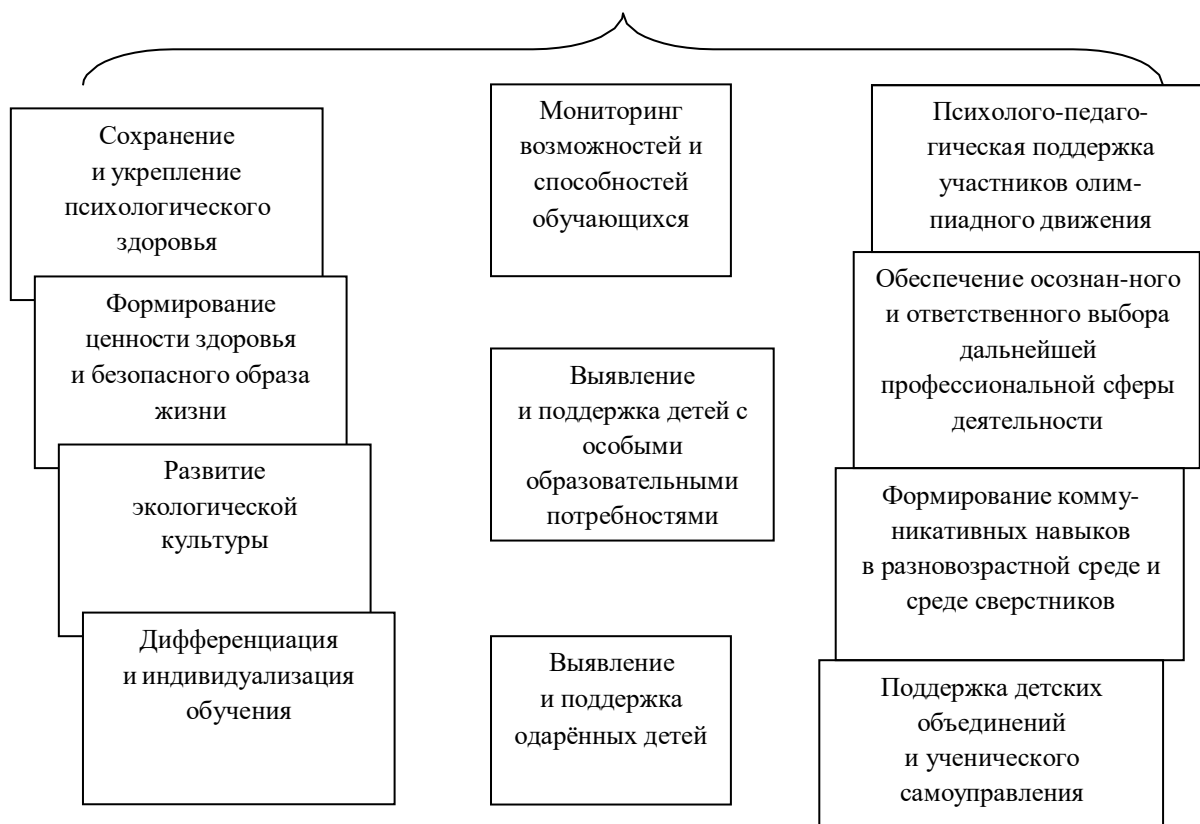 Сохранение
и укрепление
психологического
здоровья
Формирование
ценности здоровья
и безопасного образа
жизни
Развитие
экологической
культуры
Дифференциация
и индивидуализация
обучения
Мониторинг
возможностей и
способностей
обучающихся
Выявление
и поддержка детей с
особыми
образовательными
потребностями
Выявление
и поддержка
одарённых детей
Психолого-педаго-
гическая поддержка
участников олим-
пиадного движения
Обеспечение осознан-ного
и ответственного выбора
дальнейшей
профессиональной сферы
деятельности
Формирование комму-
никативных навыков
в разновозрастной среде и
среде сверстников
Поддержка детских
объединений
и ученического
самоуправления